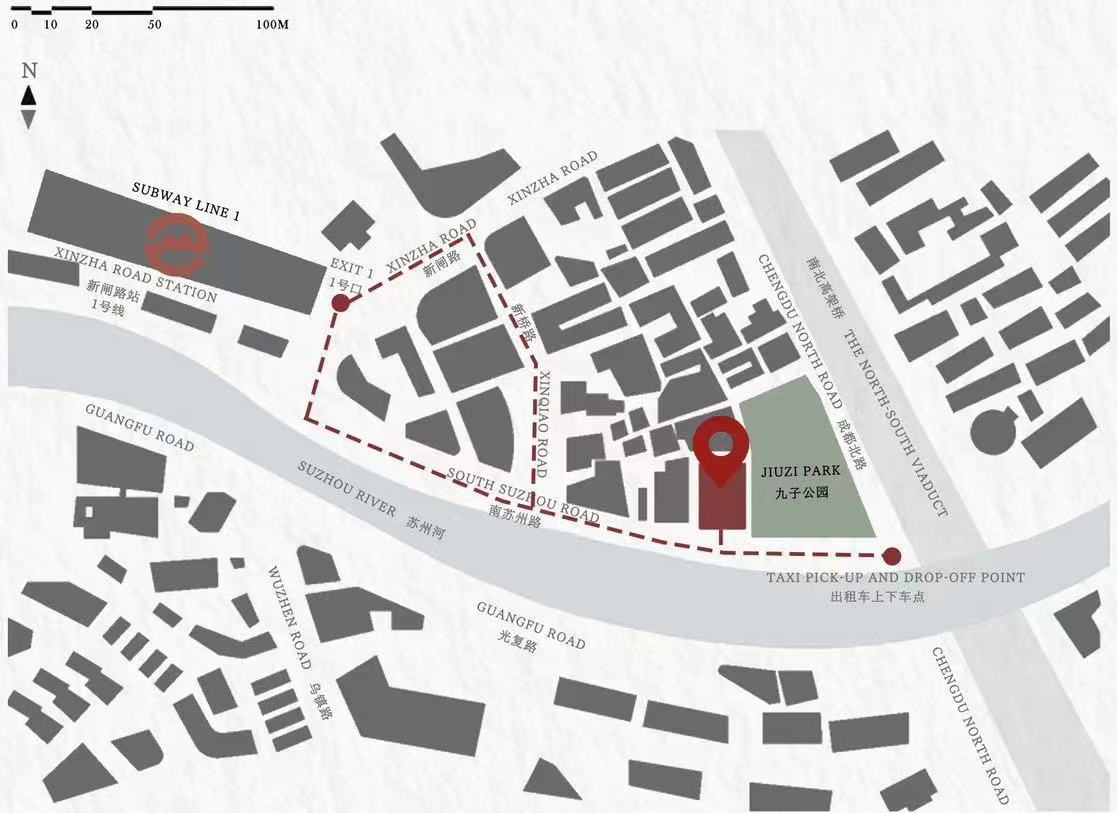 0 10 20 50 100M
N
SUBWAY LINE 1
XINZHA ROAD STATION
新闸路站
1号线
EXIT 1
1号口
XINZHA ROAD
新闸路
XINZHA ROAD
新桥路
XINQIAO ROAD
CHENGDU NORTH ROAD 成都北路
南北高架桥 THE NORTH-SOUTH VIADUCT
GUANGFU ROAD
SUZHOU RIVER 苏州河
SOUTH SUZHOU ROAD
南苏州路
JIUZI PARK
九子公园
TAXI PICK-UP AND DROP-OFF POINT
出租车上下车点
WUZHEN ROAD 乌镇路
GUANGFU ROAD
光复路
CHENGDU NORTH ROAD